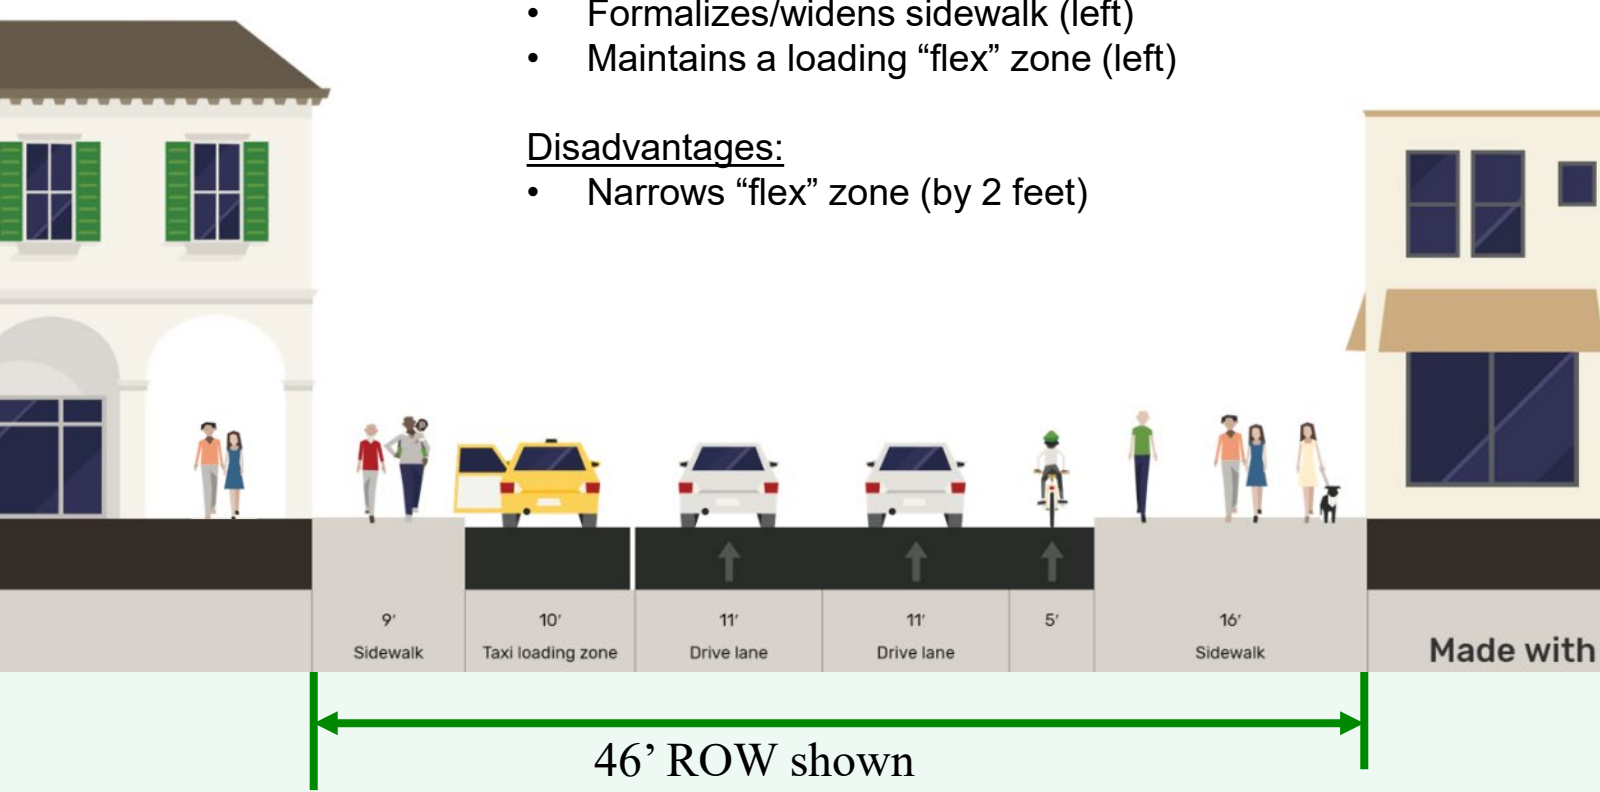 • Formalizes/widens sidewalk (left)
• Maintains a loading “flex” zone (left)
Disadvantages:
• Narrows “flex” zone (by 2 feet)
9′ 10′ 11′ 11′ 5′ 16′
Sidewalk Taxi loading zone Drive lane Drive lane Sidewalk
Made with
46’ ROW shown